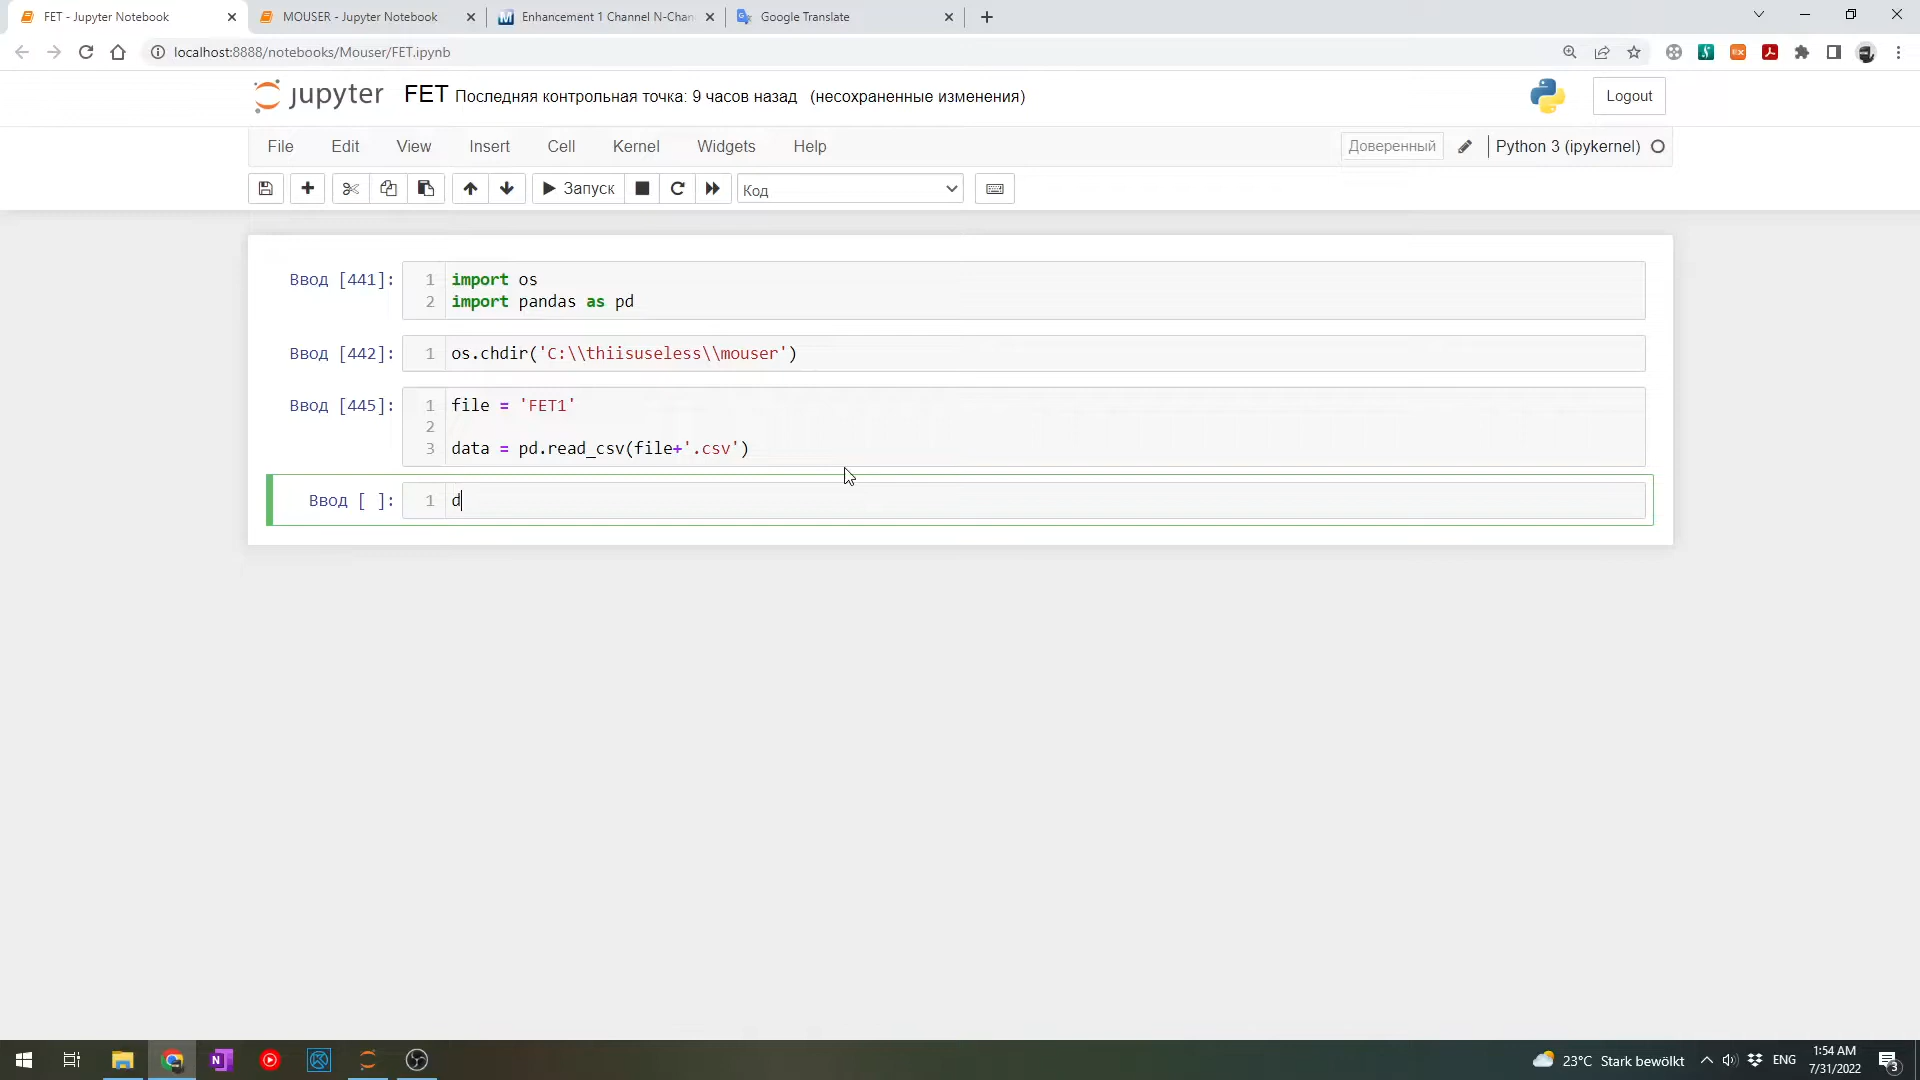 FET - Jupyter Notebook
MOUSER - Jupyter Notebook
Enhancement 1 Channel N-Chan
Google Translate
localhost:8888/notebooks/Mouser/FET.ipynb
jupyter FET Последняя контрольная точка: 9 часов назад (несохраненные изменения)
Logout
File Edit View Insert Cell Kernel Widgets Help
Доверенный Python 3 (ipykernel)
Запуск Код
Ввод [441]:
1 import os
2 import pandas as pd
Ввод [442]:
1 os.chdir('C:\\thiisuseless\\mouser')
Ввод [445]:
1 file = 'FET1'
2
3 data = pd.read_csv(file+'.csv')
Ввод [ ]:
1 d
23°C Stark bewölkt
ENG
1:54 AM
7/31/2022
3